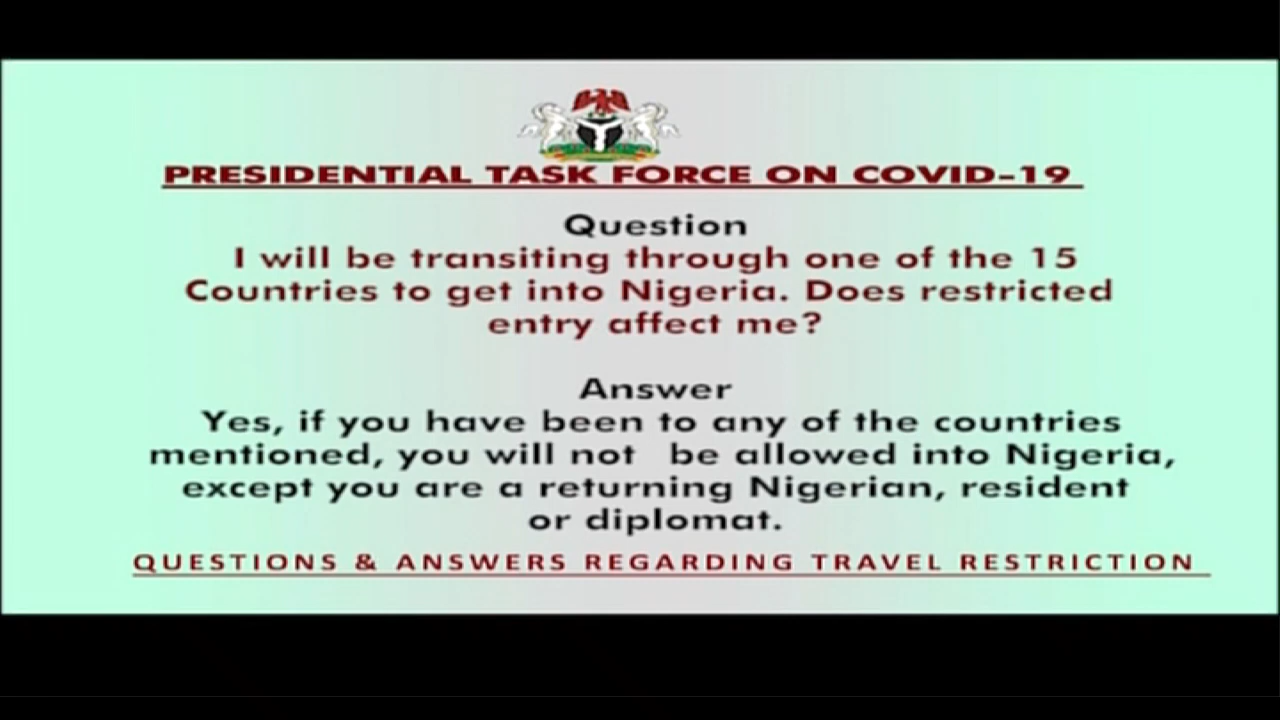 PRESIDENTIAL TASK FORCE ON COVID-19
Question
I will be transiting through one of the 15
Countries to get into Nigeria. Does restricted
entry affect me?
Answer
Yes, if you have been to any of the countries
mentioned, you will not be allowed into Nigeria,
except you are a returning Nigerian, resident
or diplomat.
QUESTIONS & ANSWERS REGARDING TRAVEL RESTRICTION